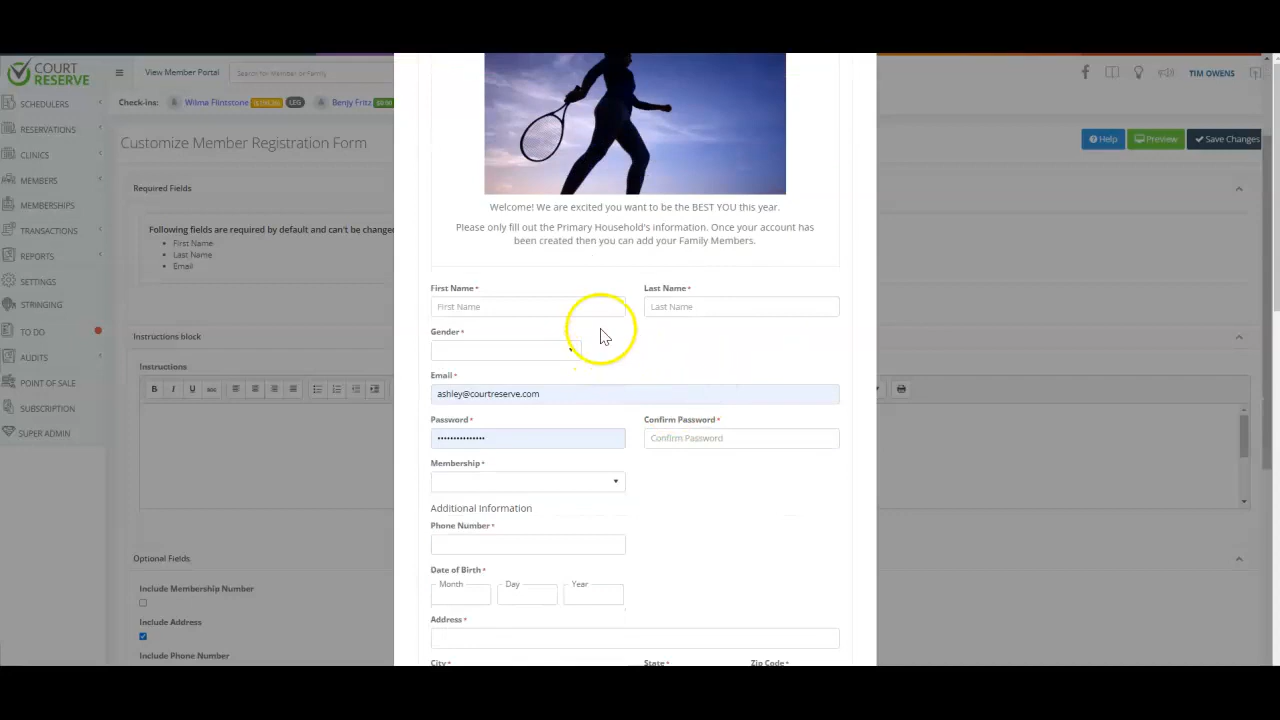 COURT
RESERVE
View Member Portal
Search for Member or Family
TIM OWENS
Check-ins: Wilma Flintstone LEG Benjy Fritz
SCHEDULERS
RESERVATIONS
CLINICS
MEMBERS
MEMBERSHIPS
TRANSACTIONS
REPORTS
SETTINGS
STRINGING
TO DO
AUDITS
POINT OF SALE
SUBSCRIPTION
SUPER ADMIN
Customize Member Registration Form
Help
Preview
Save Changes
Required Fields
Following fields are required by default and can't be change
First Name
Last Name
Email
Instructions block
Instructions
B I U abc
Optional Fields
Include Membership Number
Include Address
Include Phone Number
Welcome! We are excited you want to be the BEST YOU this year.
Please only fill out the Primary Household's information. Once your account has
been created then you can add your Family Members.
First Name * Last Name *
First Name Last Name
Gender *
Email *
ashley@courtreserve.com
Password * Confirm Password *
••••••••••••••• Confirm Password
Membership *
Additional Information
Phone Number *
Date of Birth *
Month Day Year
Address *
City * State * Zip Code *